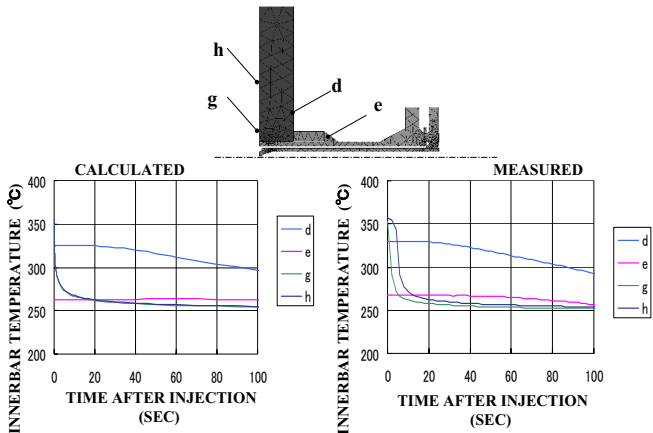 h
d
g
e
CALCULATED
MEASURED
INNERBAR TEMPERATURE (℃)
400
350
300
250
200
0 20 40 60 80 100
TIME AFTER INJECTION
(SEC)
d
e
g
h
INNERBAR TEMPERATURE (℃)
400
350
300
250
200
0 20 40 60 80 100
TIME AFTER INJECTION
(SEC)
d
e
g
h